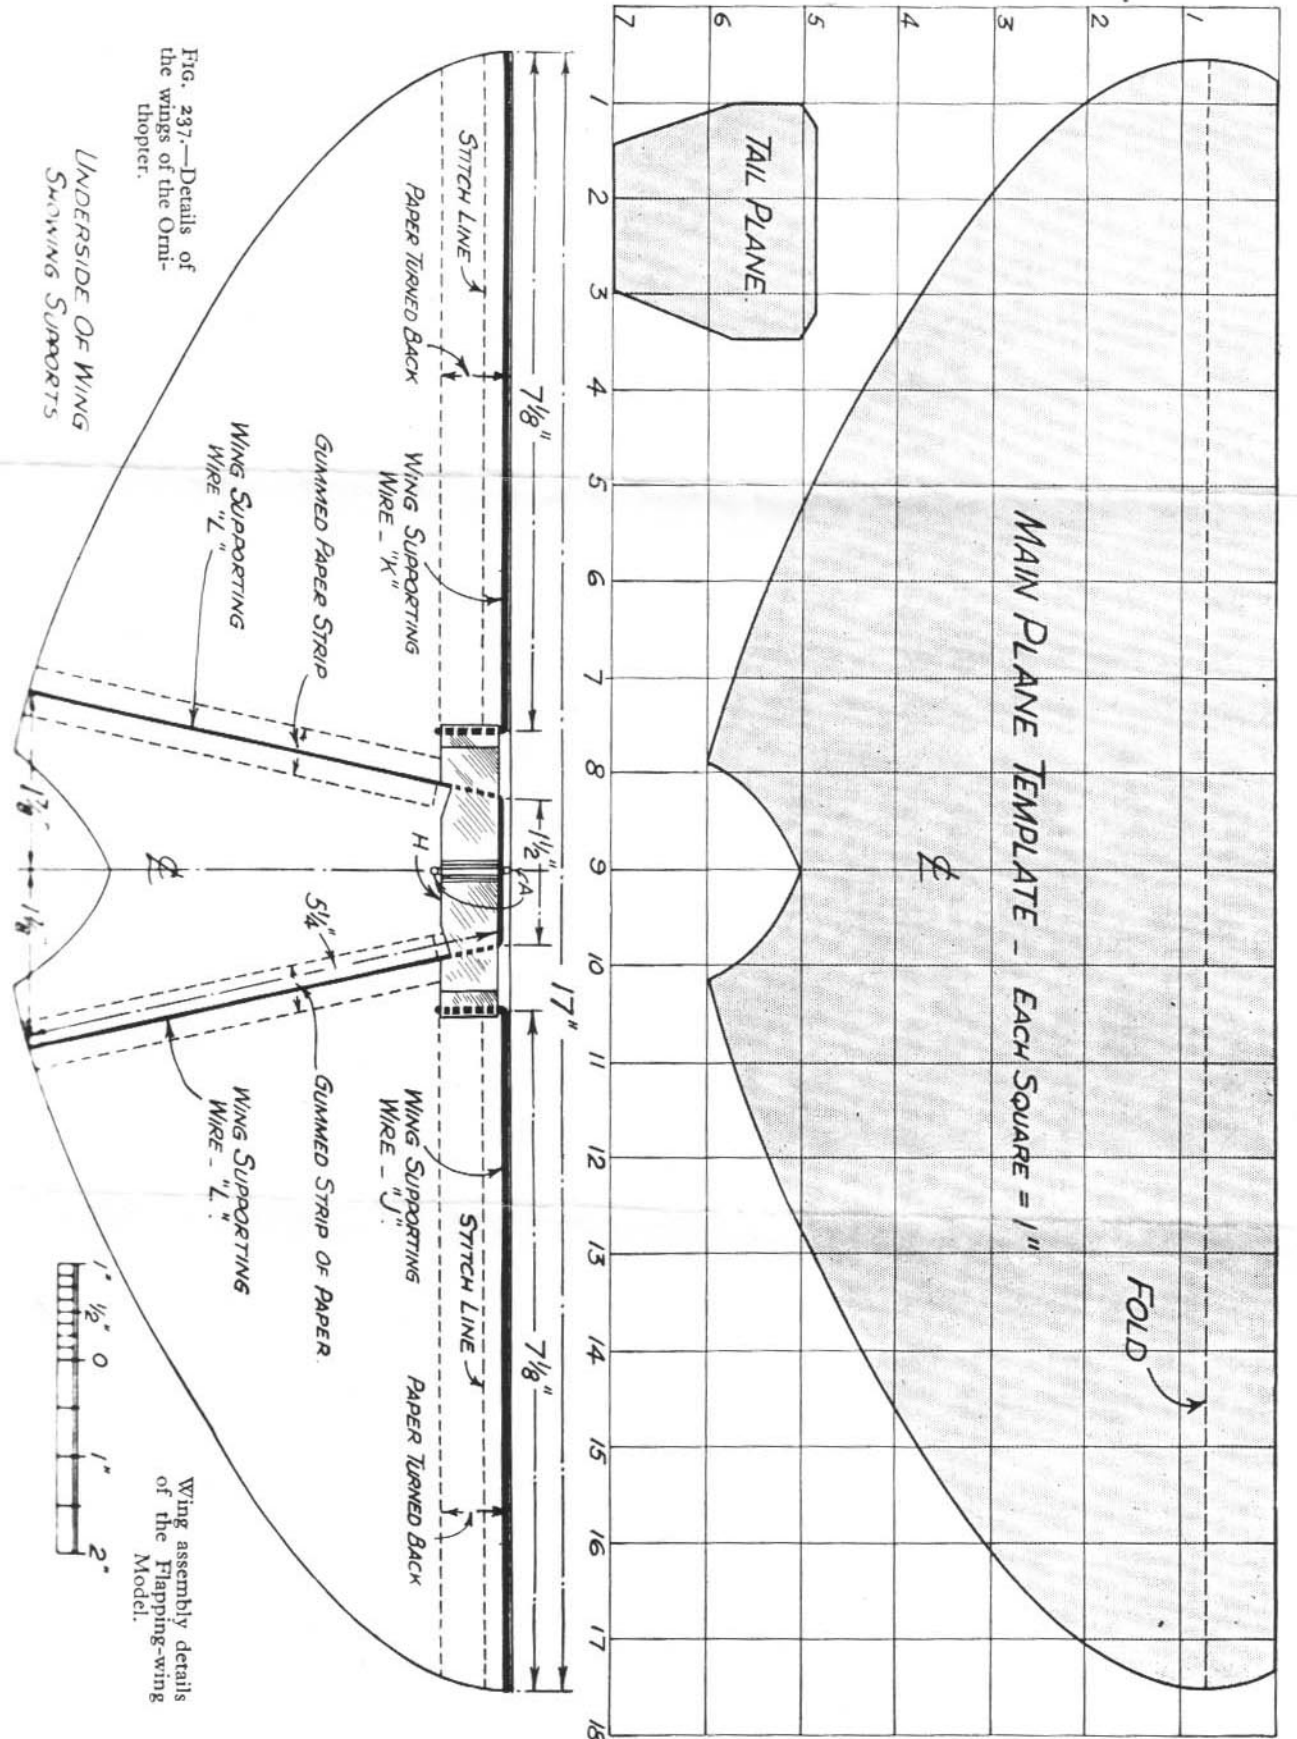 1
2
3
4
5
6
7
1
2
3
4
5
6
7
8
9
10
11
12
13
14
15
16
17
18
FOLD
MAIN PLANE TEMPLATE - EACH SQUARE = 1"
℄
TAIL PLANE.
17"
7⅛"
1½"
7⅛"
A
H
STITCH LINE
PAPER TURNED BACK
WING SUPPORTING
WIRE - "K"
WING SUPPORTING
WIRE - "J".
STITCH LINE
PAPER TURNED BACK
GUMMED PAPER STRIP
WING SUPPORTING
WIRE "L"
5¼"
GUMMED STRIP OF PAPER.
WING SUPPORTING
WIRE - "L".
℄
UNDERSIDE OF WING
SHOWING SUPPORTS
FIG. 237.—Details of
the wings of the Orni-
thopter.
Wing assembly details
of the Flapping-wing
Model.
1" ½" 0 1" 2"